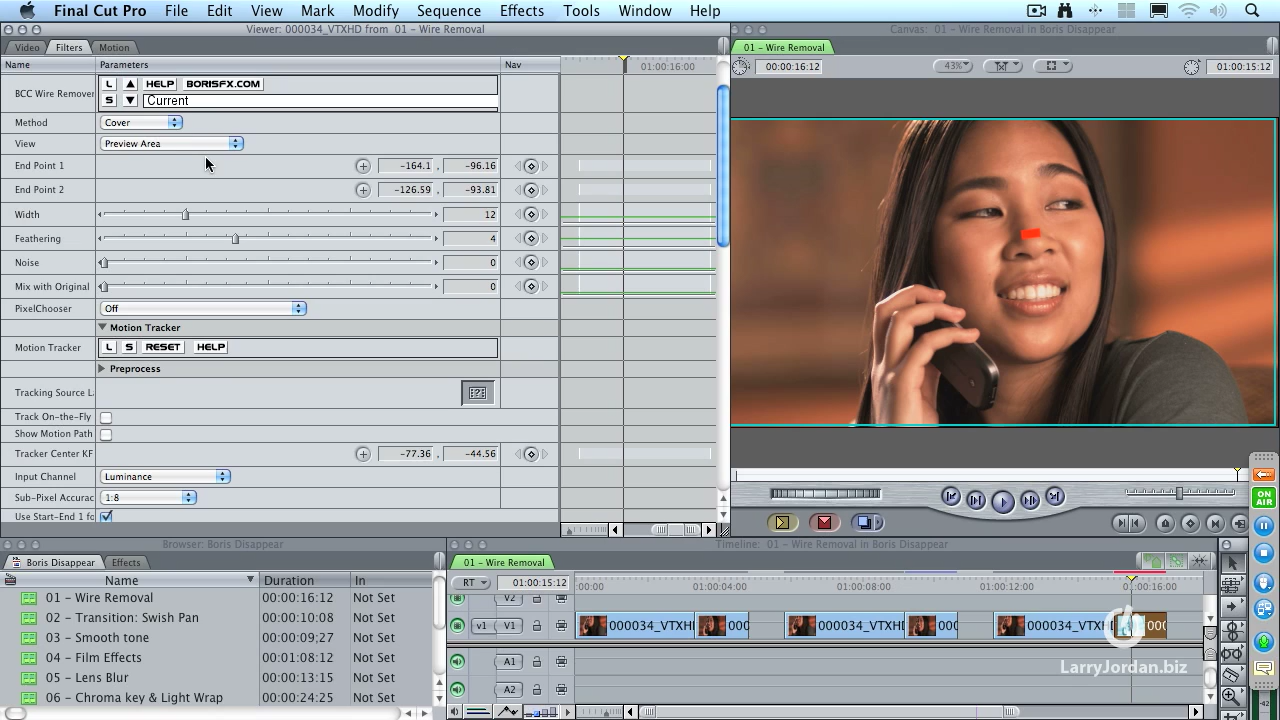 Final Cut Pro File Edit View Mark Modify Sequence Effects Tools Window Help
Viewer: 000034_VTXHD from 01 - Wire Removal
Canvas: 01 - Wire Removal in Boris Disappear
Video Filters Motion
01 - Wire Removal
Name Parameters Nav
01:00:16:00
00:00:16:12 43% 01:00:15:12
BCC Wire Remover
L HELP BORISFX.COM
S Current
Method Cover
View Preview Area
End Point 1 -164.1 , -96.16
End Point 2 -126.59 , -93.81
Width 12
Feathering 4
Noise 0
Mix with Original 0
PixelChooser Off
Motion Tracker
Motion Tracker L S RESET HELP
Preprocess
Tracking Source La
Track On-the-Fly
Show Motion Path
Tracker Center KF -77.36 , -44.56
Input Channel Luminance
Sub-Pixel Accurac 1:8
Use Start-End 1 fo
ON AIR
Browser: Boris Disappear
Boris Disappear Effects
Name Duration In
01 - Wire Removal 00:00:16:12 Not Set
02 - Transition: Swish Pan 00:00:10:08 Not Set
03 - Smooth tone 00:00:09;27 Not Set
04 - Film Effects 00:01:08:12 Not Set
05 - Lens Blur 00:00:13:15 Not Set
06 - Chroma key & Light Wrap 00:00:24:25 Not Set
Timeline: 01 - Wire Removal in Boris Disappear
01 - Wire Removal
RT 01:00:15:12 :00:00 01:00:04:00 01:00:08:00 01:00:12:00 01:00:16:00
V2
v1 V1 000034_VTXHD 000 000034_VTXHD 000 000034_VTXHD 000
A1
A2
LarryJordan.biz
-42